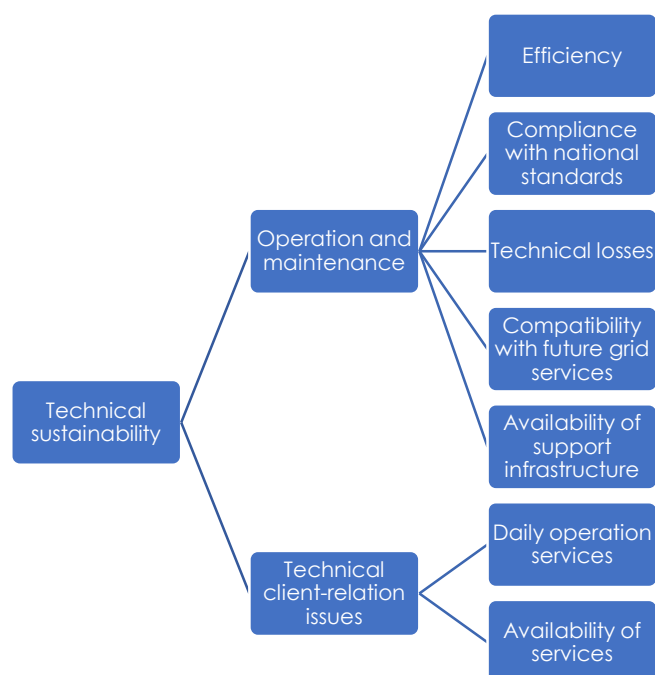 Efficiency
Compliance
with national
standards
Operation and
maintenance
Technical losses
Compatibility
with future grid
services
Technical
sustainability
Availability of
support
infrastructure
Daily operation
services
Technical
client-relation
issues
Availability of
services